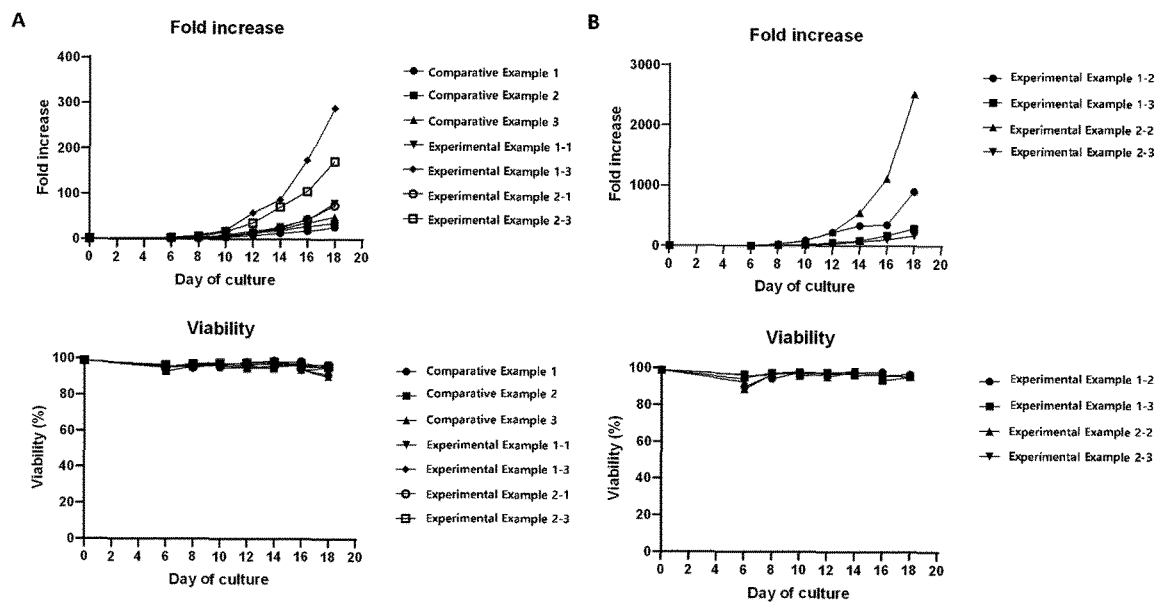 A
Fold increase
400
300
200
100
0
Fold increase
0 2 4 6 8 10 12 14 16 18 20
Day of culture
Comparative Example 1
Comparative Example 2
Comparative Example 3
Experimental Example 1-1
Experimental Example 1-3
Experimental Example 2-1
Experimental Example 2-3
B
Fold increase
3000
2000
1000
0
Fold increase
0 2 4 6 8 10 12 14 16 18 20
Day of culture
Experimental Example 1-2
Experimental Example 1-3
Experimental Example 2-2
Experimental Example 2-3
Viability
100
80
60
40
20
0
Viability (%)
0 2 4 6 8 10 12 14 16 18 20
Day of culture
Comparative Example 1
Comparative Example 2
Comparative Example 3
Experimental Example 1-1
Experimental Example 1-3
Experimental Example 2-1
Experimental Example 2-3
Viability
100
80
60
40
20
0
Viability (%)
0 2 4 6 8 10 12 14 16 18 20
Day of culture
Experimental Example 1-2
Experimental Example 1-3
Experimental Example 2-2
Experimental Example 2-3